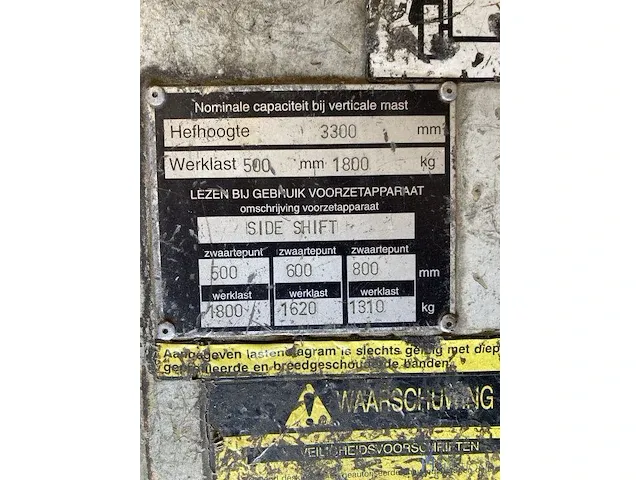 Nominale capaciteit bij verticale mast
Hefhoogte 3300 mm
Werklast 500 mm 1800 kg
LEZEN BIJ GEBRUIK VOORZETAPPARAAT
omschrijving voorzetapparaat
SIDE SHIFT
zwaartepunt zwaartepunt zwaartepunt
500 600 800 mm
werklast werklast werklast
1800 1620 1310 kg
Aangegeven lastendiagram is slechts geldig met diep
geprofileerde en breedgeschouderde banden.
WAARSCHUWING
VEILIGHEIDSVOORSCHRIFTEN